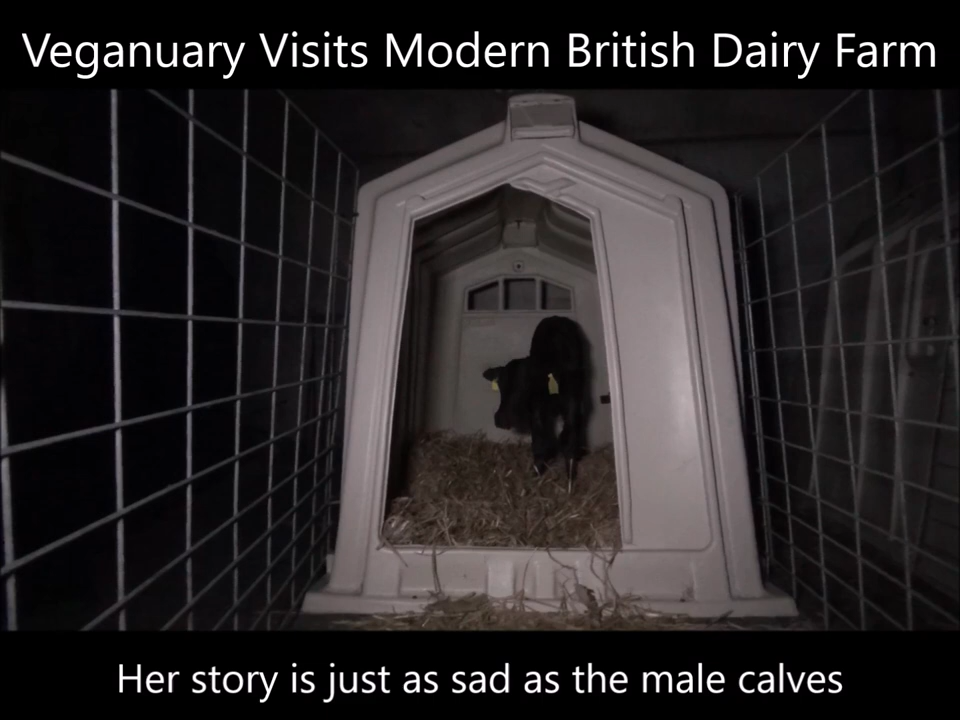 Veganuary Visits Modern British Dairy Farm
Her story is just as sad as the male calves